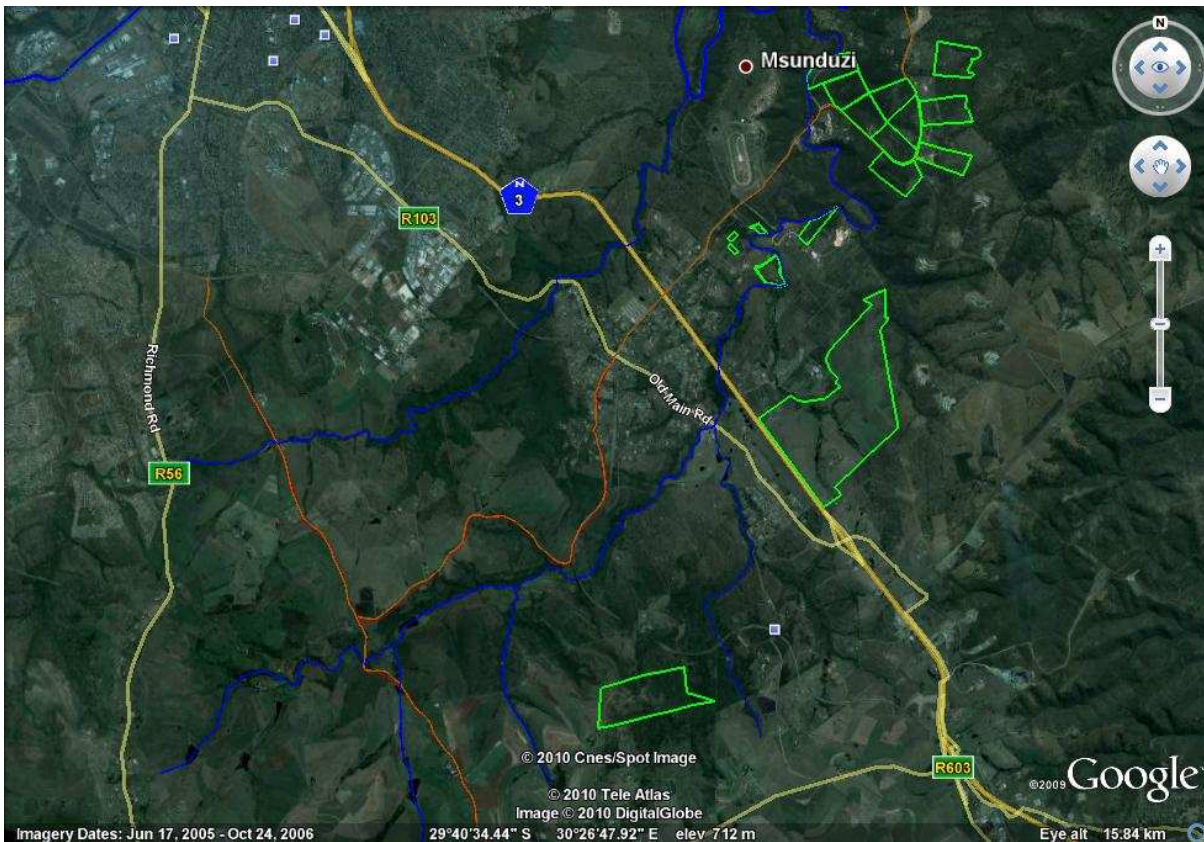 N
Msunduzi
N
3
R103
Richmond Rd
Old Main Rd
R56
R603
© 2010 Cnes/Spot Image
© 2010 Tele Atlas
Image © 2010 DigitalGlobe
©2009 Google
Imagery Dates: Jun 17, 2005 - Oct 24, 2006 29°40'34.44" S 30°26'47.92" E elev 712 m Eye alt 15.84 km